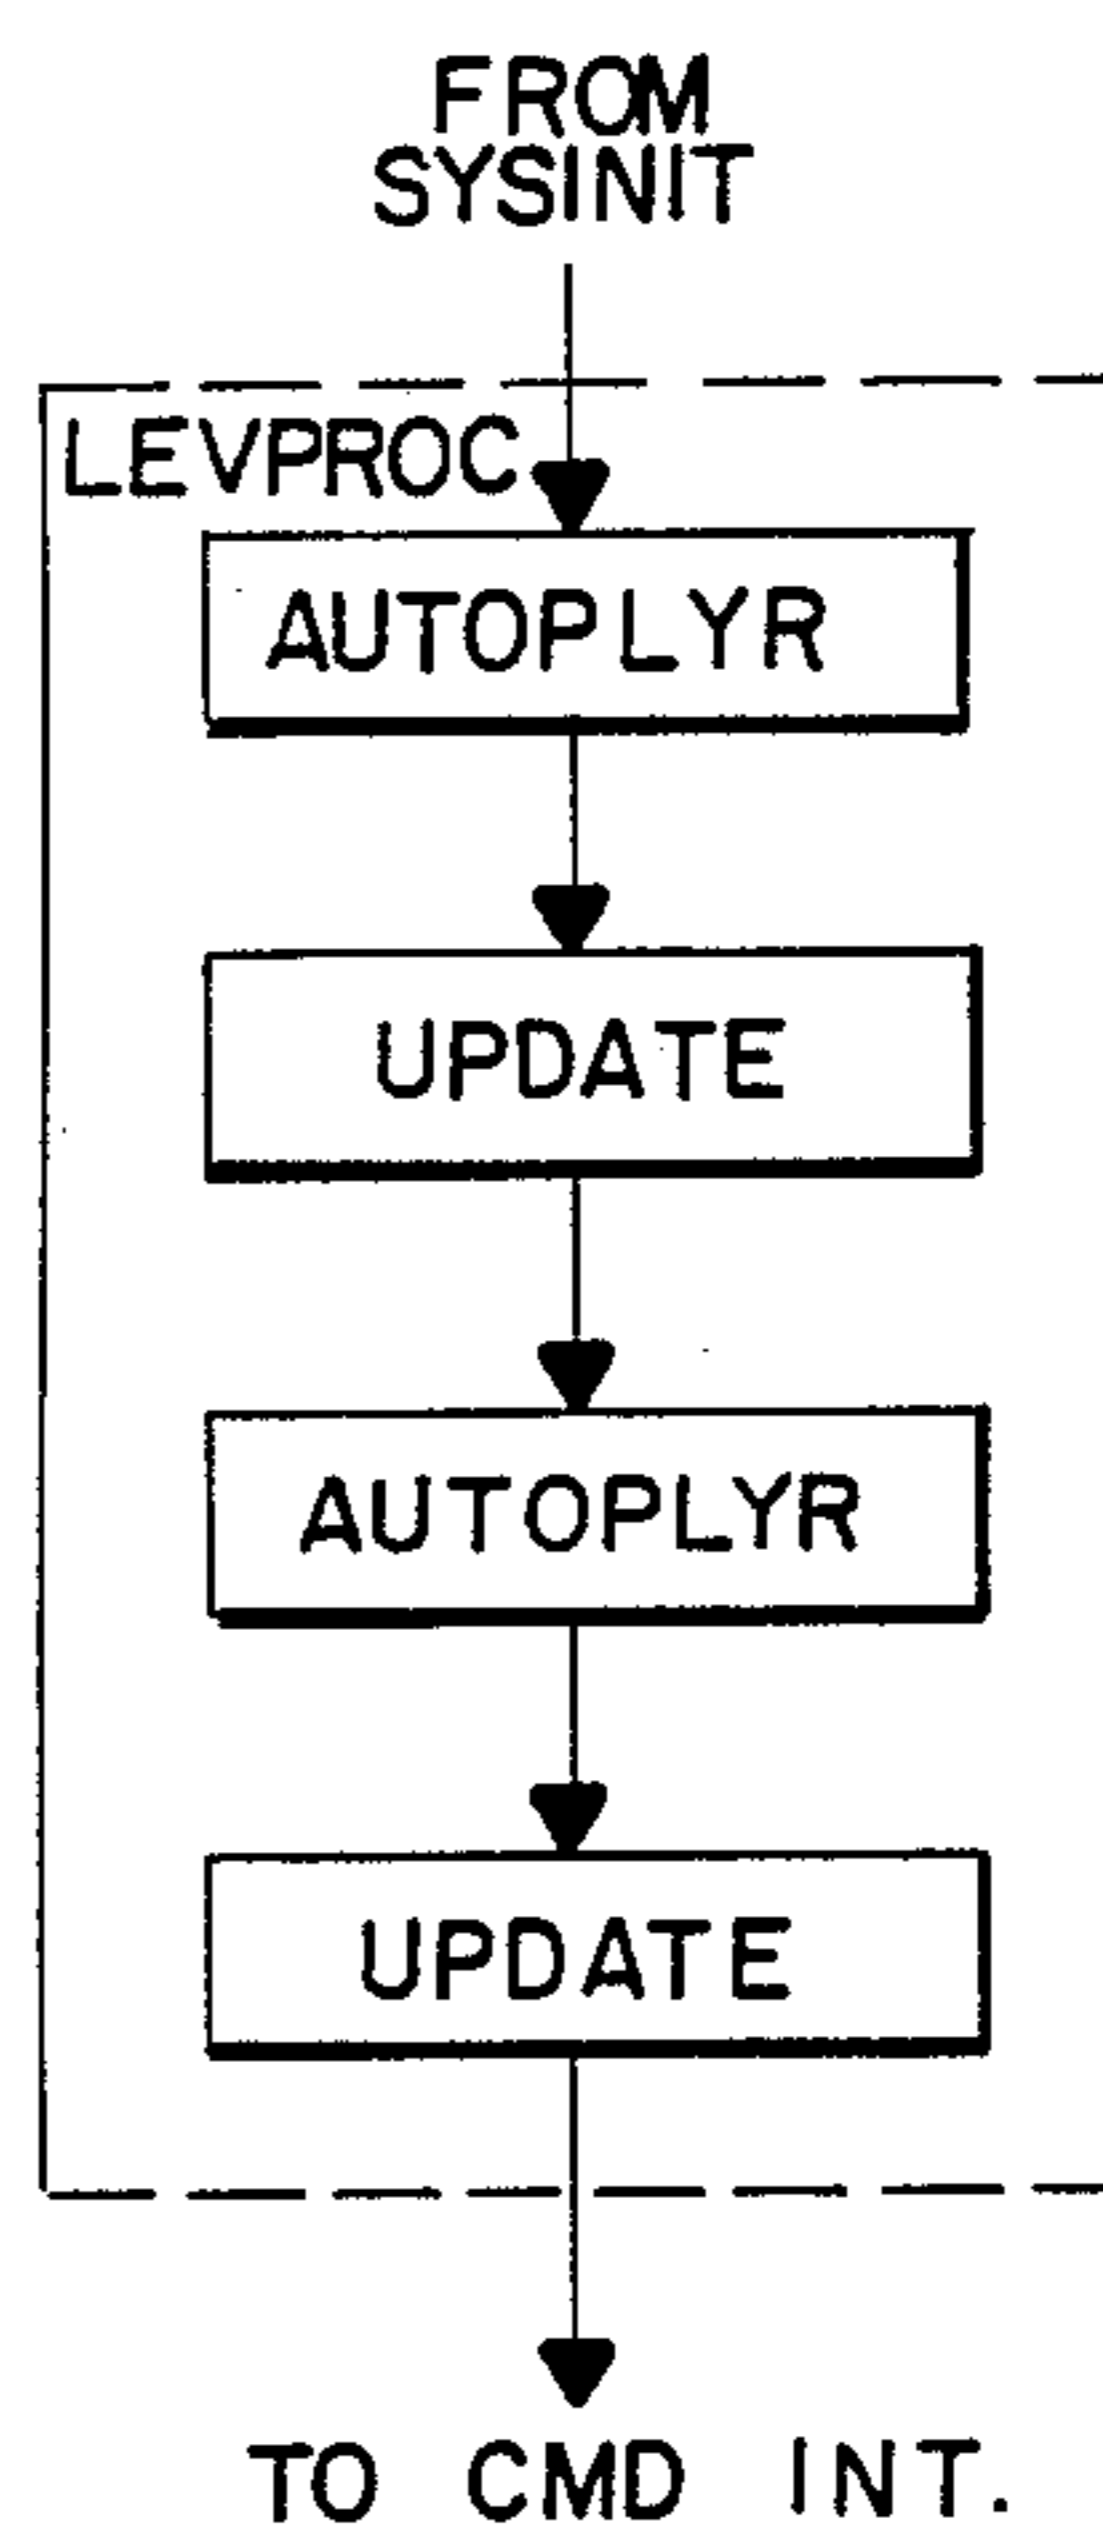 FROM
SYSINIT
LEVPROC
AUTOPLYR
UPDATE
AUTOPLYR
UPDATE
TO CMD INT.